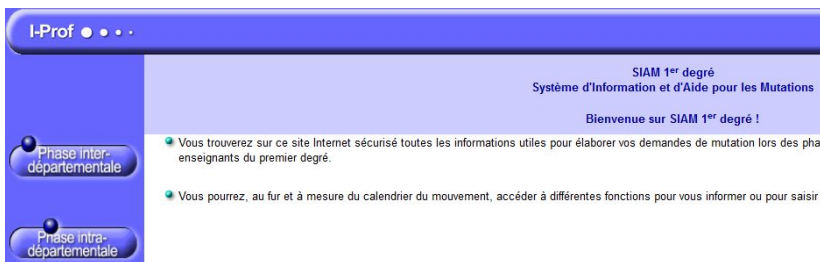 I-Prof
SIAM 1er degré
Système d'Information et d'Aide pour les Mutations
Bienvenue sur SIAM 1er degré !
Phase inter-
départementale
Vous trouverez sur ce site Internet sécurisé toutes les informations utiles pour élaborer vos demandes de mutation lors des pha
enseignants du premier degré.
Vous pourrez, au fur et à mesure du calendrier du mouvement, accéder à différentes fonctions pour vous informer ou pour saisir
Phase intra-
départementale